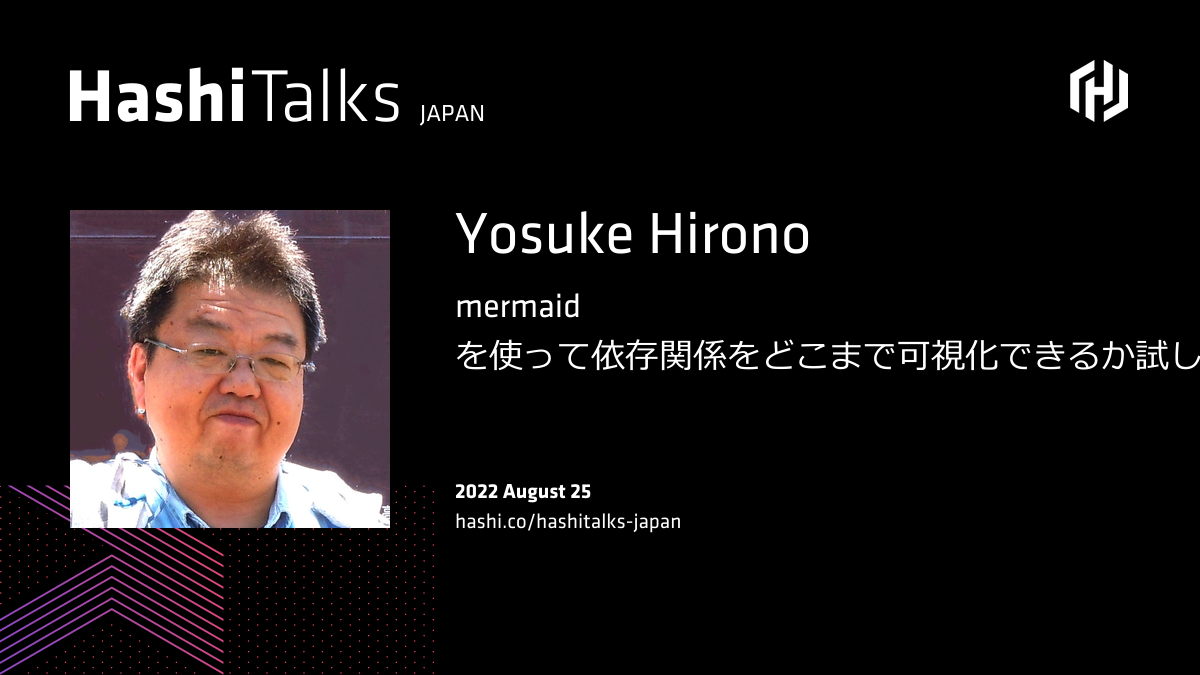 HashiTalks JAPAN
Yosuke Hirono
mermaid
を使って依存関係をどこまで可視化できるか試し
2022 August 25
hashi.co/hashitalks-japan